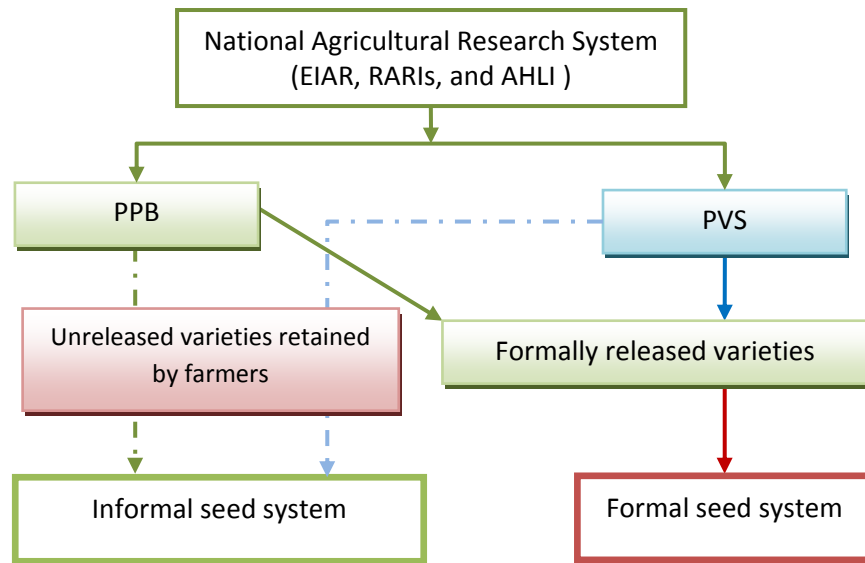 National Agricultural Research System
(EIAR, RARIs, and AHLI )
PPB
PVS
Unreleased varieties retained
by farmers
Formally released varieties
Informal seed system
Formal seed system